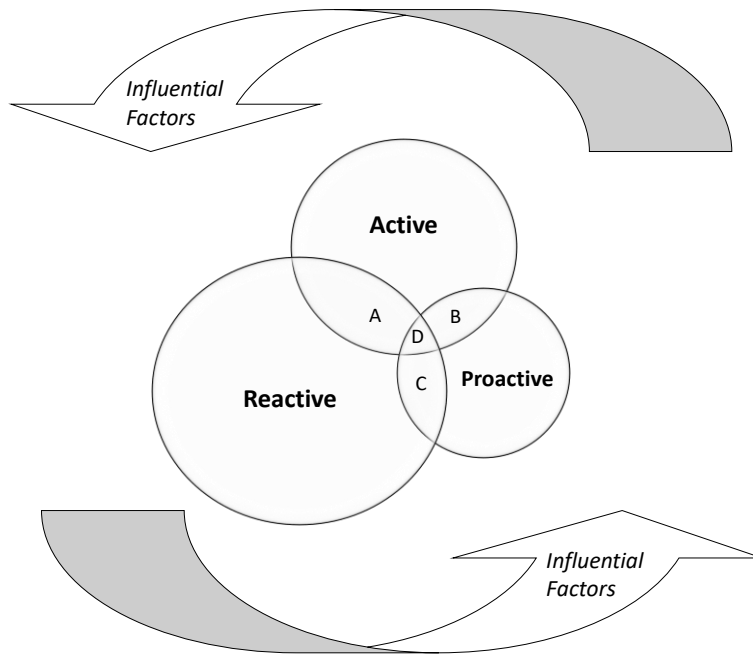 Influential
Factors
Active
A
B
D
C
Proactive
Reactive
Influential
Factors